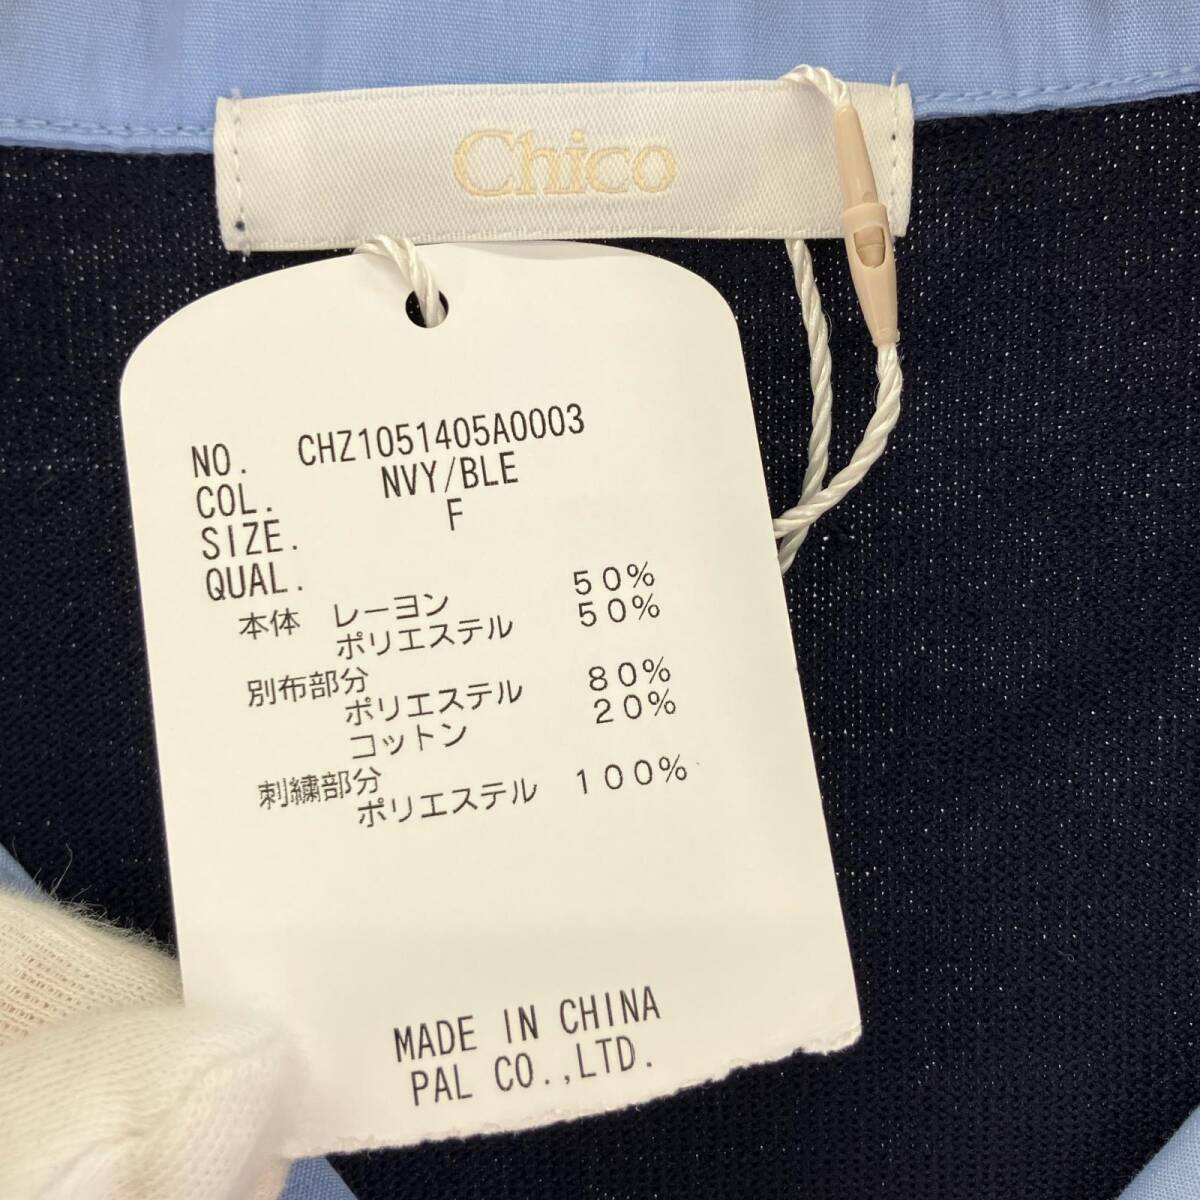 Chico
NO. CHZ1051405A0003
COL. NVY/BLE
SIZE. F
QUAL.
本体 レーヨン 50%
ポリエステル 50%
別布部分
ポリエステル 80%
コットン 20%
刺繍部分
ポリエステル 100%
MADE IN CHINA
PAL CO.,LTD.